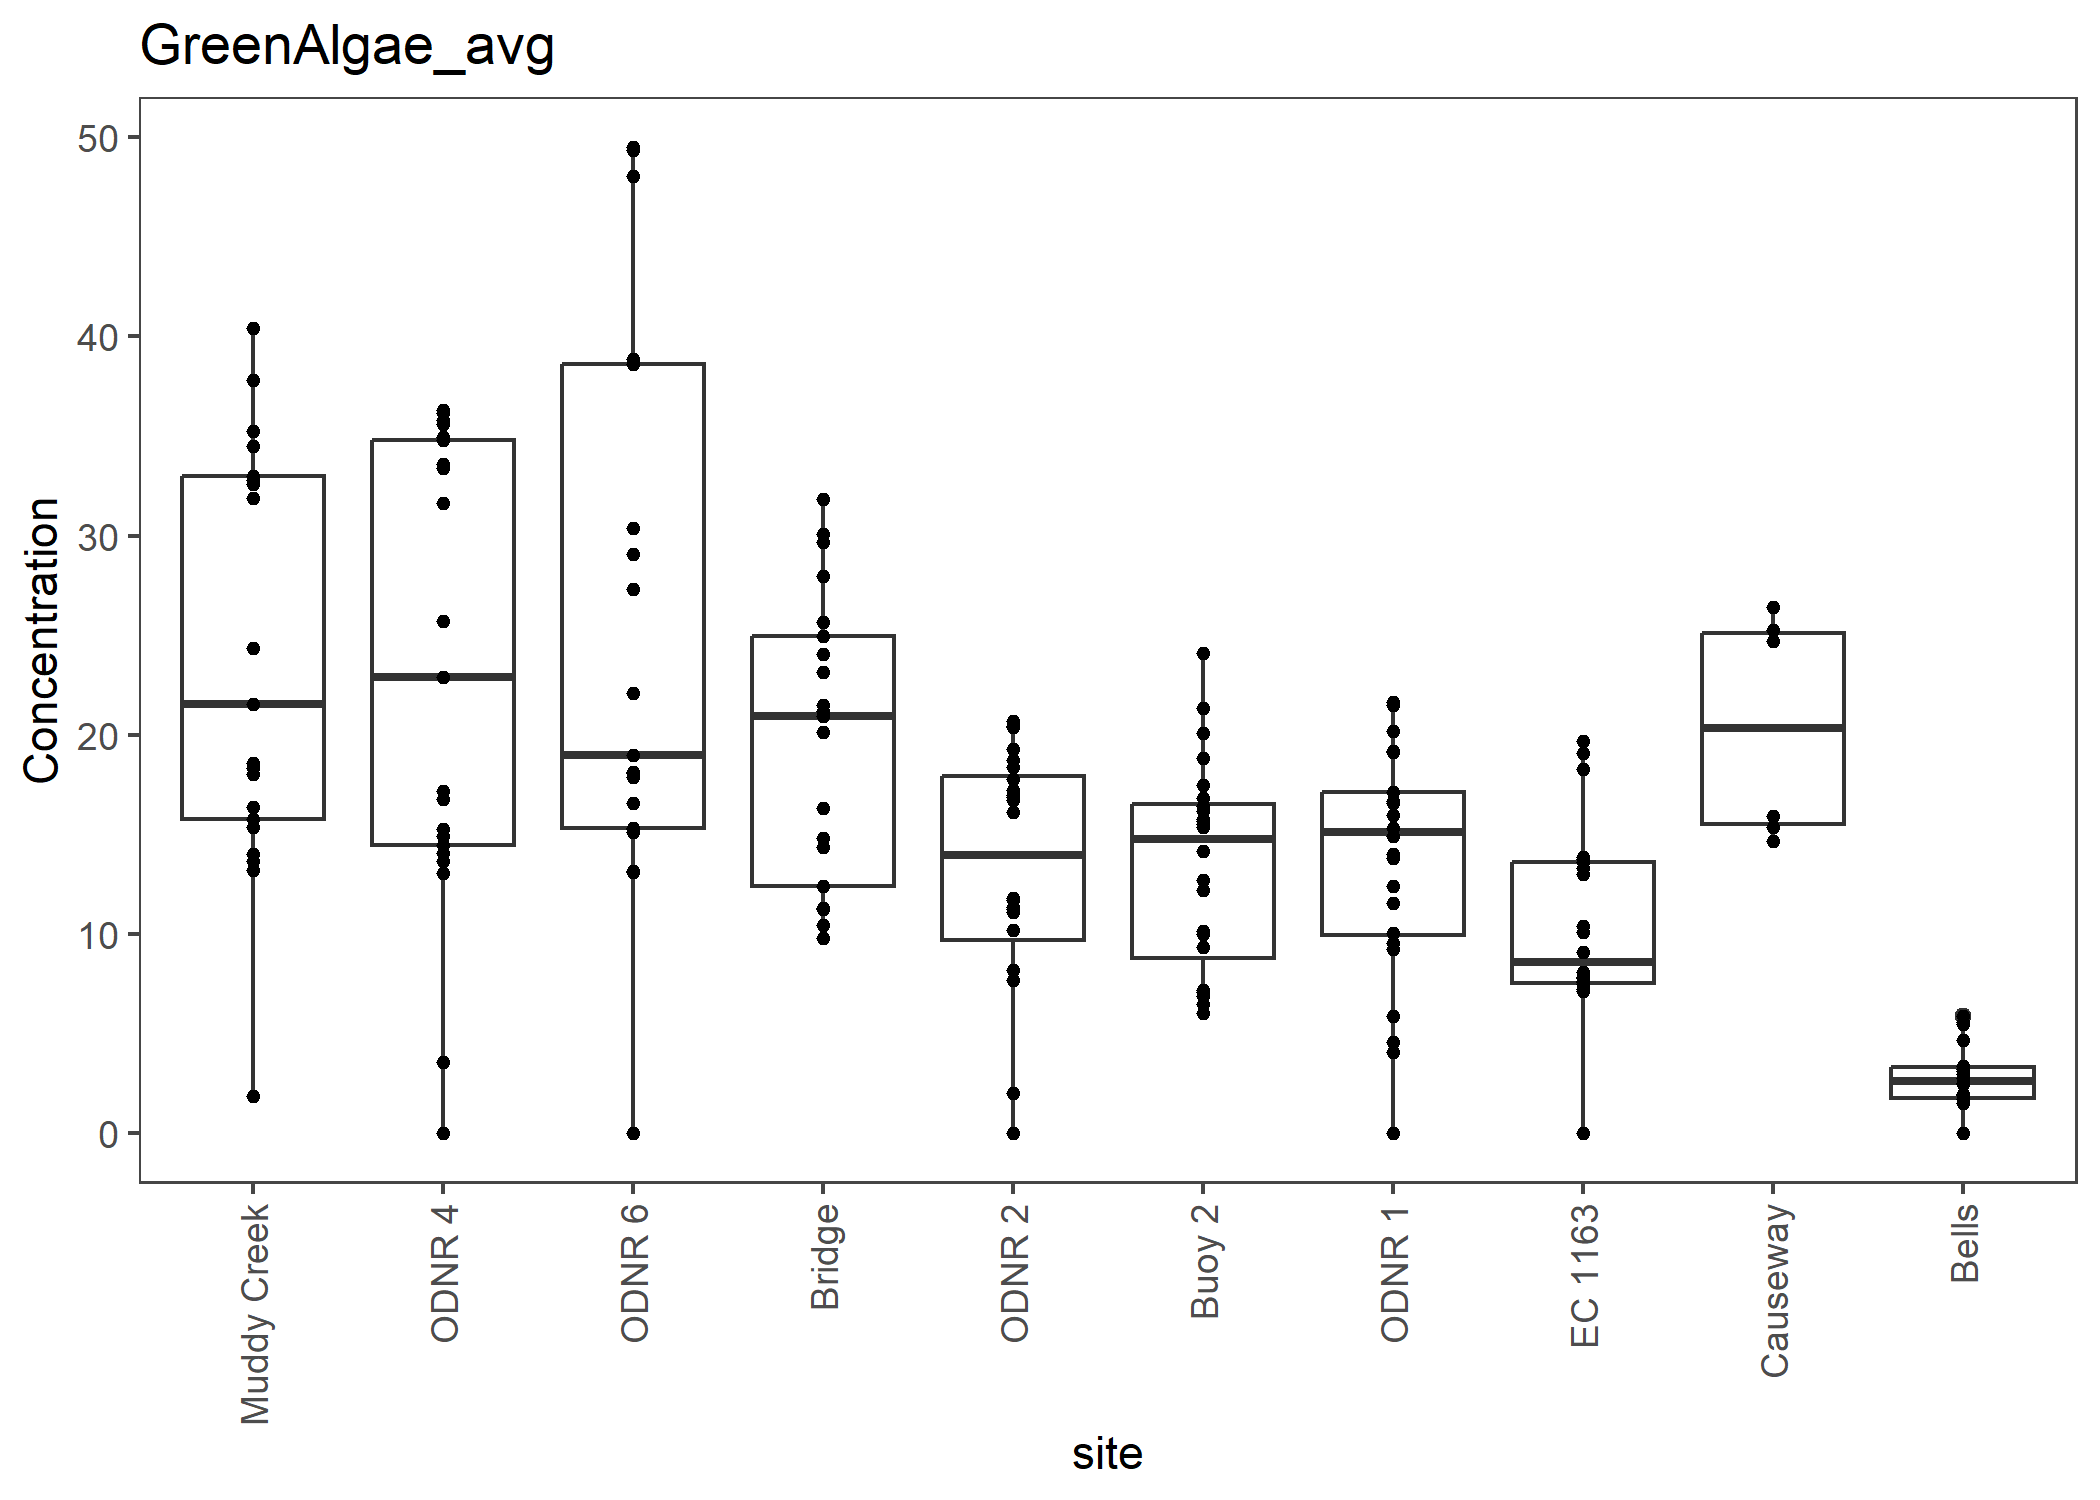 GreenAlgae_avg
Concentration
50
40
30
20
10
0
Muddy Creek
ODNR 4
ODNR 6
Bridge
ODNR 2
Buoy 2
ODNR 1
EC 1163
Causeway
Bells
site